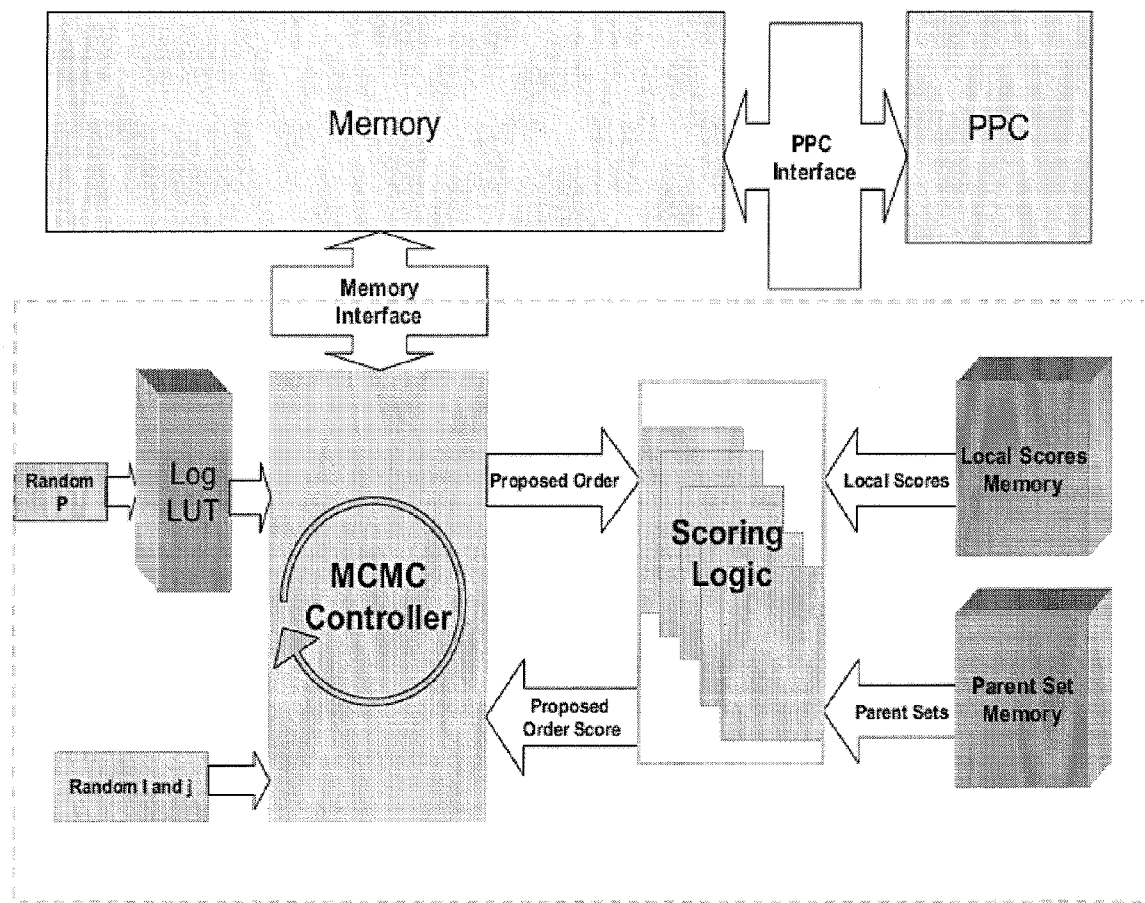 Memory
PPC
Interface
PPC
Memory
Interface
Random
P
Log
LUT
MCMC
Controller
Proposed Order
Scoring
Logic
Local Scores
Local Scores
Memory
Proposed
Order Score
Parent Sets
Parent Set
Memory
Random I and j